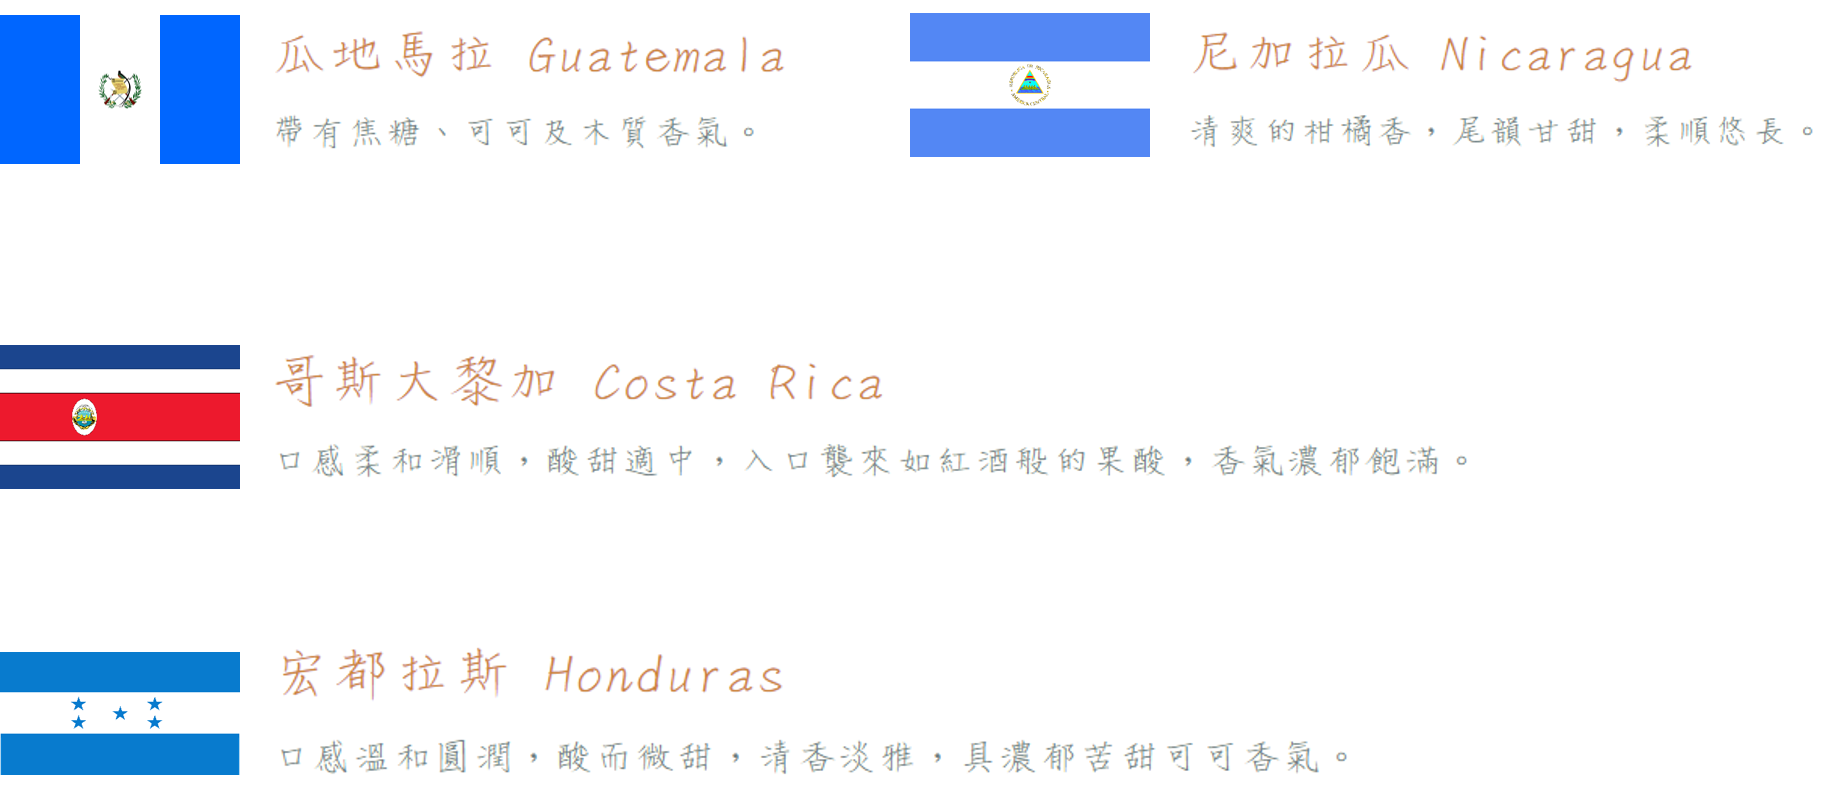 瓜地馬拉 Guatemala
帶有焦糖、可可及木質香氣。
尼加拉瓜 Nicaragua
清爽的柑橘香，尾韻甘甜，柔順悠長。
哥斯大黎加 Costa Rica
口感柔和滑順，酸甜適中，入口襲來如紅酒般的果酸，香氣濃郁飽滿。
宏都拉斯 Honduras
口感溫和圓潤，酸而微甜，清香淡雅，具濃郁苦甜可可香氣。